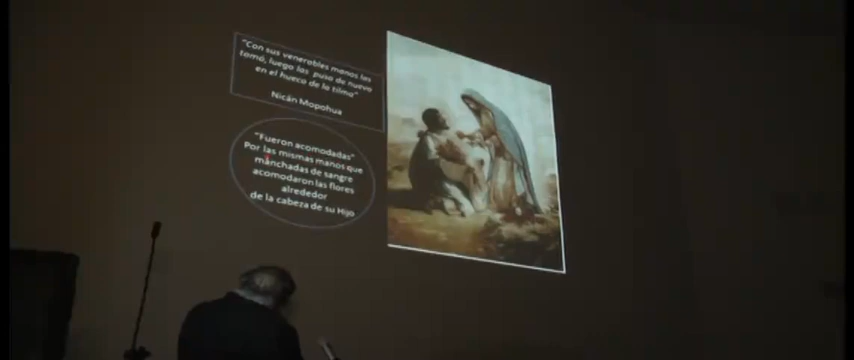 "Con sus venerables manos las
tomó, luego las puso de nuevo
en el hueco de la tilma"
Nicán Mopohua
"Fueron acomodadas"
Por las mismas manos que
manchadas de sangre
acomodaron las flores
alrededor
de la cabeza de su Hijo